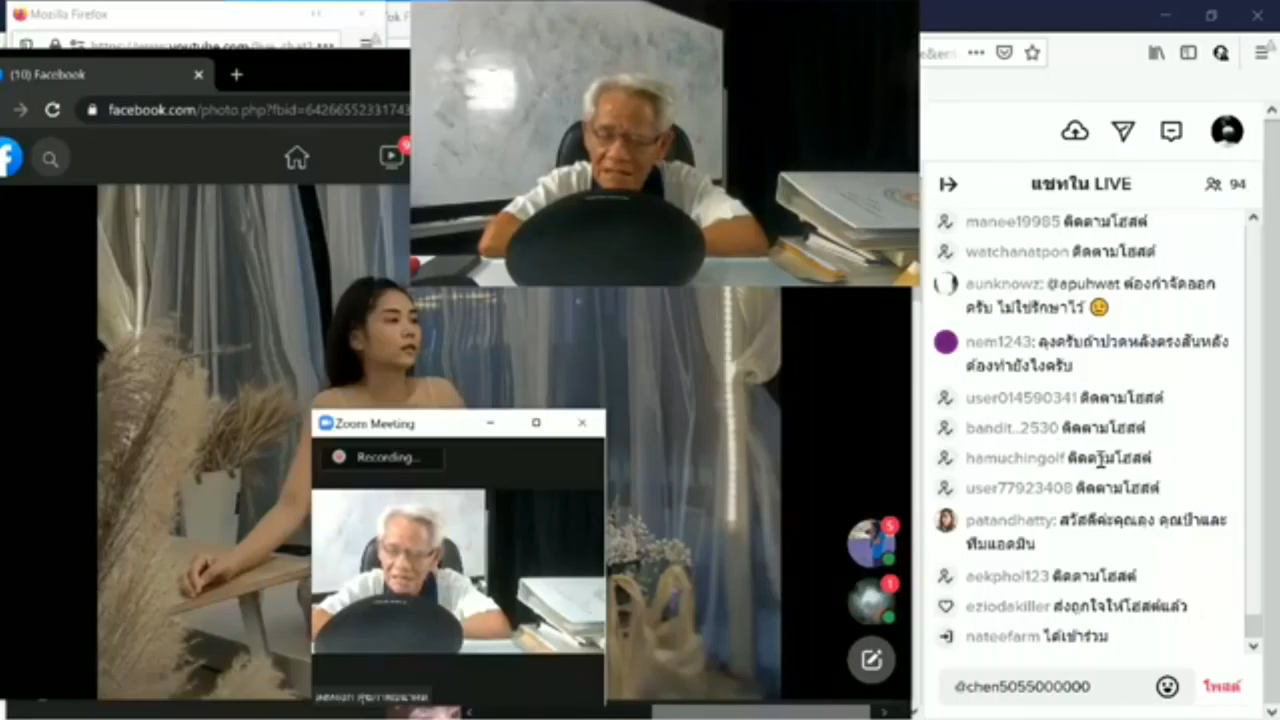 Mozilla Firefox
https://www.youtube.com/live_chat?
(10) Facebook
facebook.com/photo.php?fbid=64266552331743
9
Zoom Meeting
Recording...
5
1
แชทใน LIVE
94
manee19985 ติดตามโฮสต์
watchanatpon ติดตามโฮสต์
aunknowz: @apuhwat ต้องกำจัดออก
ครับ ไม่ใช่รักษาไว้
nem1243: ลุงครับถ้าปวดหลังตรงสันหลัง
ต้องทำยังไงครับ
user014590341 ติดตามโฮสต์
bandit..2530 ติดตามโฮสต์
hamuchingolf ติดตามโฮสต์
user77923408 ติดตามโฮสต์
patandhatty: สวัสดีค่ะคุณลุง คุณป้าและ
ทีมแอดมิน
aekphol123 ติดตามโฮสต์
eziodakiller ส่งถูกใจให้โฮสต์แล้ว
nateefarm ได้เข้าร่วม
@chen5055000000
โพสต์